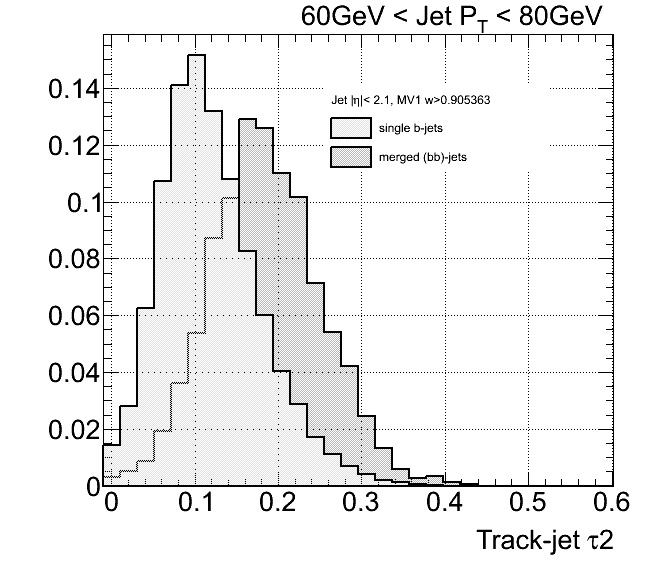 60GeV < Jet P_T < 80GeV
Jet |η|< 2.1, MV1 w>0.905363
single b-jets
merged (bb)-jets
0.14
0.12
0.1
0.08
0.06
0.04
0.02
0
0 0.1 0.2 0.3 0.4 0.5 0.6
Track-jet τ2